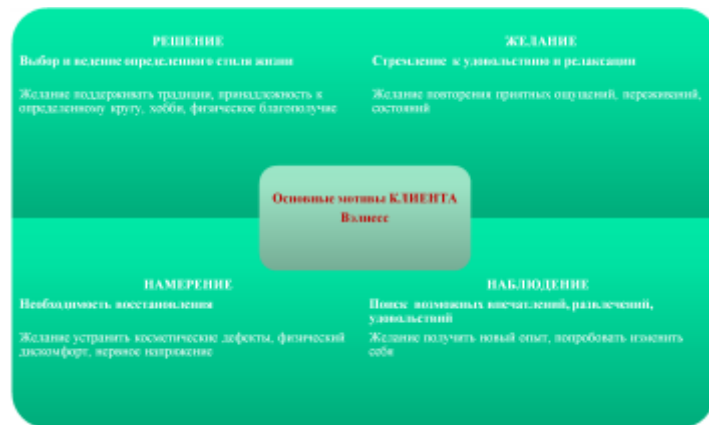 РЕШЕНИЕ
Выбор и ведение определенного стиля жизни
Желание поддерживать традиции, принадлежность к
определенному кругу, хобби, физическое благополучие
ЖЕЛАНИЕ
Стремление к удовольствию и релаксации
Желание повторения приятных ощущений, переживаний,
состояний
Основные мотивы КЛИЕНТА
Вэлнесс
НАМЕРЕНИЕ
Необходимость восстановления
Желание устранить косметические дефекты, физический
дискомфорт, нервное напряжение
НАБЛЮДЕНИЕ
Поиск возможных впечатлений, развлечений,
удовольствий
Желание получить новый опыт, попробовать изменить
себя